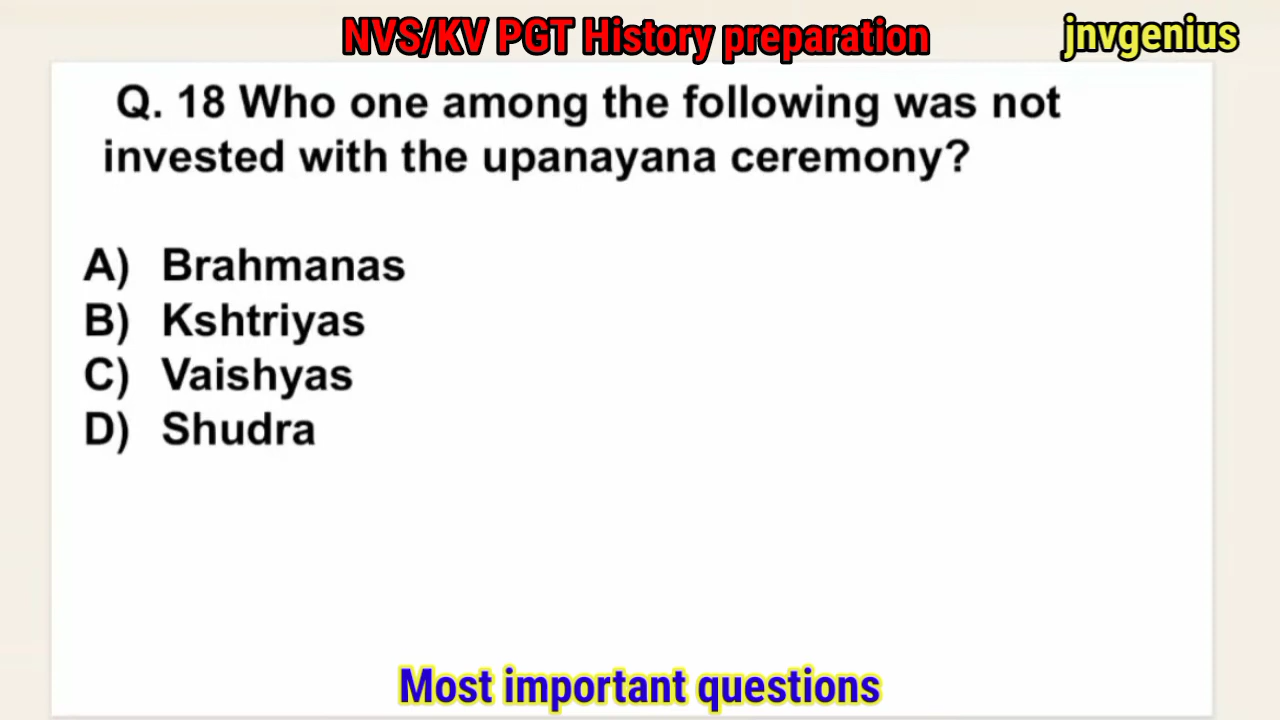 NVS/KV PGT History preparation
jnvgenius
Q. 18 Who one among the following was not
invested with the upanayana ceremony?
A) Brahmanas
B) Kshtriyas
C) Vaishyas
D) Shudra
Most important questions